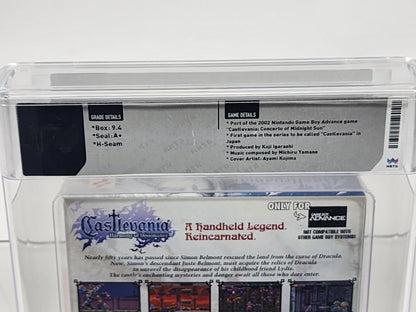 GRADE DETAILS
*Box: 9.4
*Seal: A+
*H-Seam
GAME DETAILS
* Part of the 2002 Nintendo Game Boy Advance game
"Castlevania: Concerto of Midnight Sun"
* First game in the series to be called "Castlevania" in
Japan
* Produced by Koji Igarashi
* Music composed by Michiru Yamane
* Cover Artist: Ayami Kojima
WATA
Castlevania
Harmony of Dissonance
A Handheld Legend.
Reincarnated.
ONLY FOR
GAME BOY
ADVANCE
NOT COMPATIBLE WITH
OTHER GAME BOY SYSTEMS!
Nearly fifty years has passed since Simon Belmont rescued the land from the curse of Dracula.
Now, Simon's descendant Juste Belmont, must acquire the relics of Dracula
to unravel the disappearance of his childhood friend Lydie.
The castle's enchanting mysteries and danger await all those who dare enter.